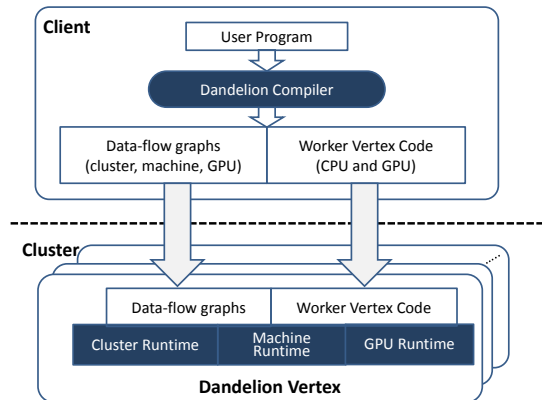 Client
User Program
Dandelion Compiler
Data-flow graphs
(cluster, machine, GPU)
Worker Vertex Code
(CPU and GPU)
Cluster
Data-flow graphs
Worker Vertex Code
Cluster Runtime
Machine
Runtime
GPU Runtime
Dandelion Vertex